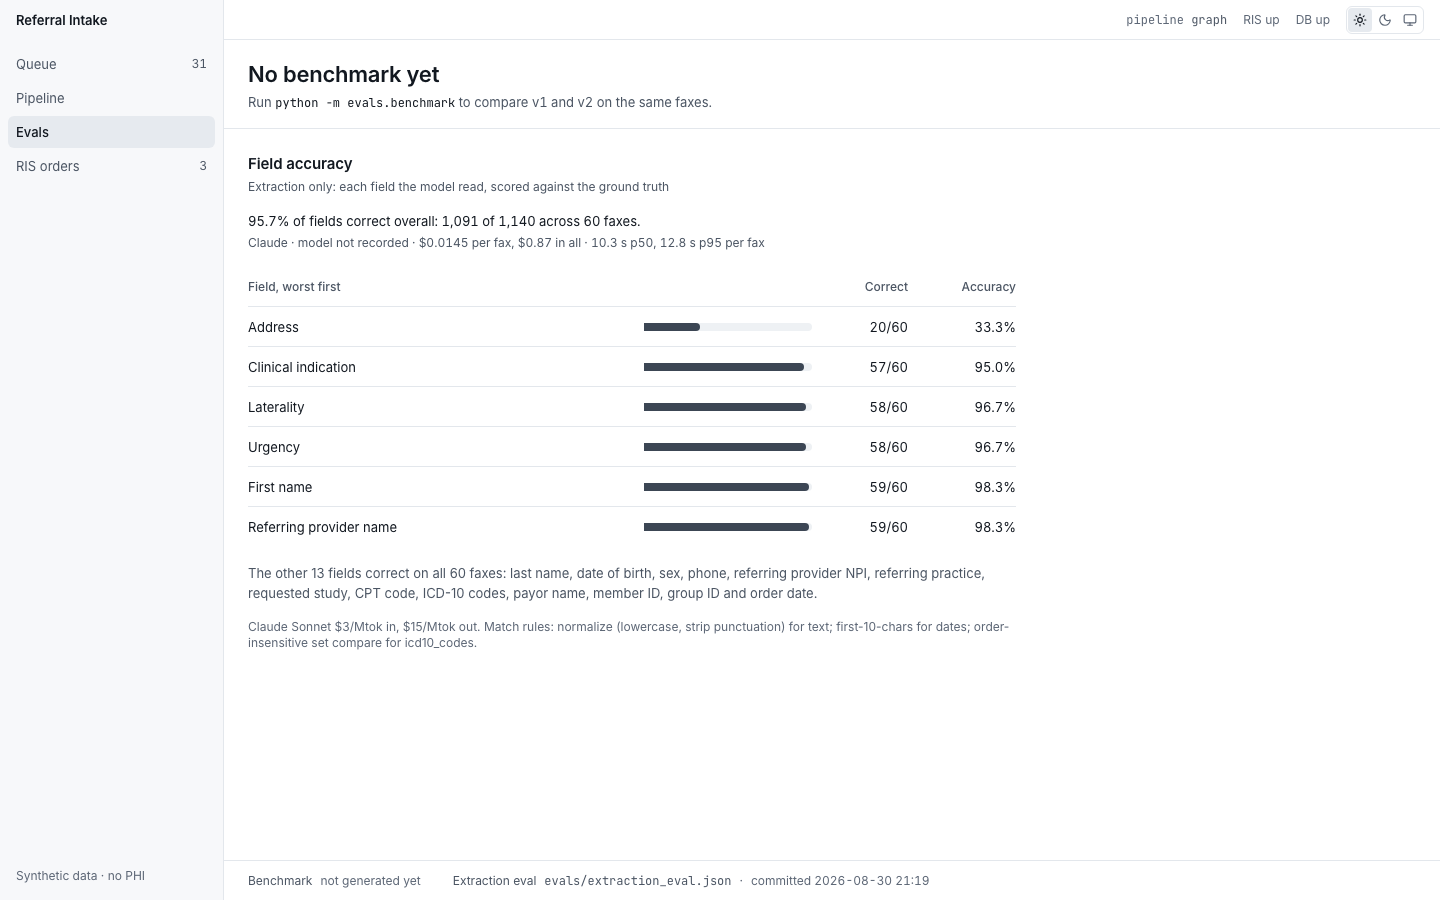 Referral Intake
pipeline graph RIS up DB up
Queue 31
Pipeline
Evals
RIS orders 3
No benchmark yet
Run python -m evals.benchmark to compare v1 and v2 on the same faxes.
Field accuracy
Extraction only: each field the model read, scored against the ground truth
95.7% of fields correct overall: 1,091 of 1,140 across 60 faxes.
Claude · model not recorded · $0.0145 per fax, $0.87 in all · 10.3 s p50, 12.8 s p95 per fax
Field, worst first Correct Accuracy
Address 20/60 33.3%
Clinical indication 57/60 95.0%
Laterality 58/60 96.7%
Urgency 58/60 96.7%
First name 59/60 98.3%
Referring provider name 59/60 98.3%
The other 13 fields correct on all 60 faxes: last name, date of birth, sex, phone, referring provider NPI, referring practice,
requested study, CPT code, ICD-10 codes, payor name, member ID, group ID and order date.
Claude Sonnet $3/Mtok in, $15/Mtok out. Match rules: normalize (lowercase, strip punctuation) for text; first-10-chars for dates; order-
insensitive set compare for icd10_codes.
Synthetic data · no PHI
Benchmark not generated yet Extraction eval evals/extraction_eval.json · committed 2026-08-30 21:19